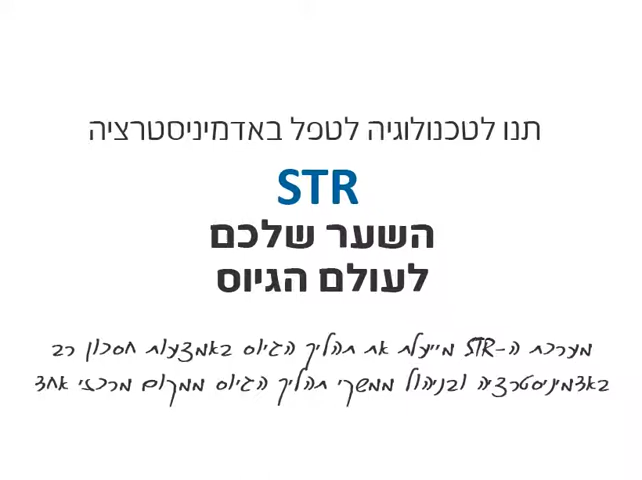 תנו לטכנולוגיה לטפל באדמיניסטרציה
STR
השער שלכם
לעולם הגיוס
מערכת ה-STR מייעלת את תהליך הגיוס באמצעות חסכון רב
באדמיניסטרציה ובניהול ממשקי תהליך הגיוס ממקום מרכזי אחד